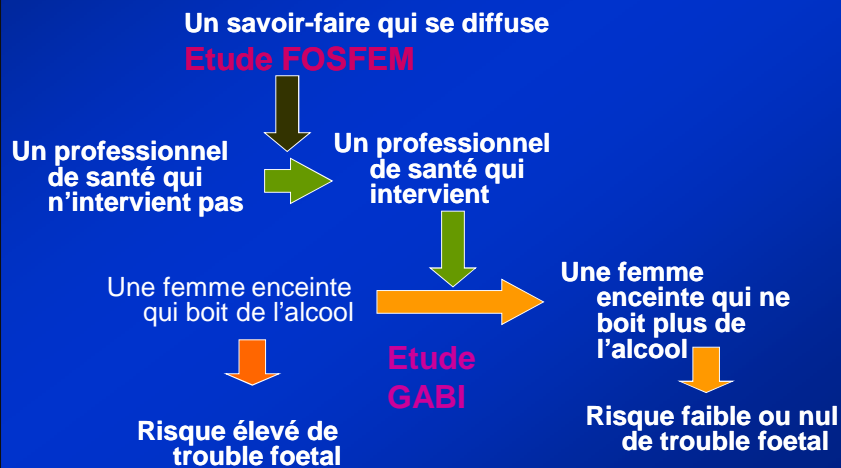 Un savoir-faire qui se diffuse
Etude FOSFEM
Un professionnel
de santé qui
n'intervient pas
Un professionnel
de santé qui
intervient
Une femme enceinte
qui boit de l'alcool
Une femme
enceinte qui ne
boit plus de
l'alcool
Etude
GABI
Risque élevé de
trouble foetal
Risque faible ou nul
de trouble foetal